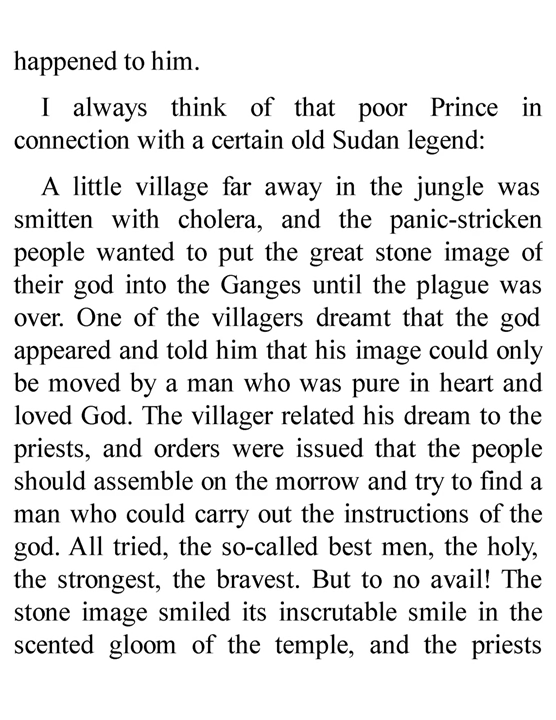 happened to him.
I always think of that poor Prince in
connection with a certain old Sudan legend:
A little village far away in the jungle was
smitten with cholera, and the panic-stricken
people wanted to put the great stone image of
their god into the Ganges until the plague was
over. One of the villagers dreamt that the god
appeared and told him that his image could only
be moved by a man who was pure in heart and
loved God. The villager related his dream to the
priests, and orders were issued that the people
should assemble on the morrow and try to find a
man who could carry out the instructions of the
god. All tried, the so-called best men, the holy,
the strongest, the bravest. But to no avail! The
stone image smiled its inscrutable smile in the
scented gloom of the temple, and the priests